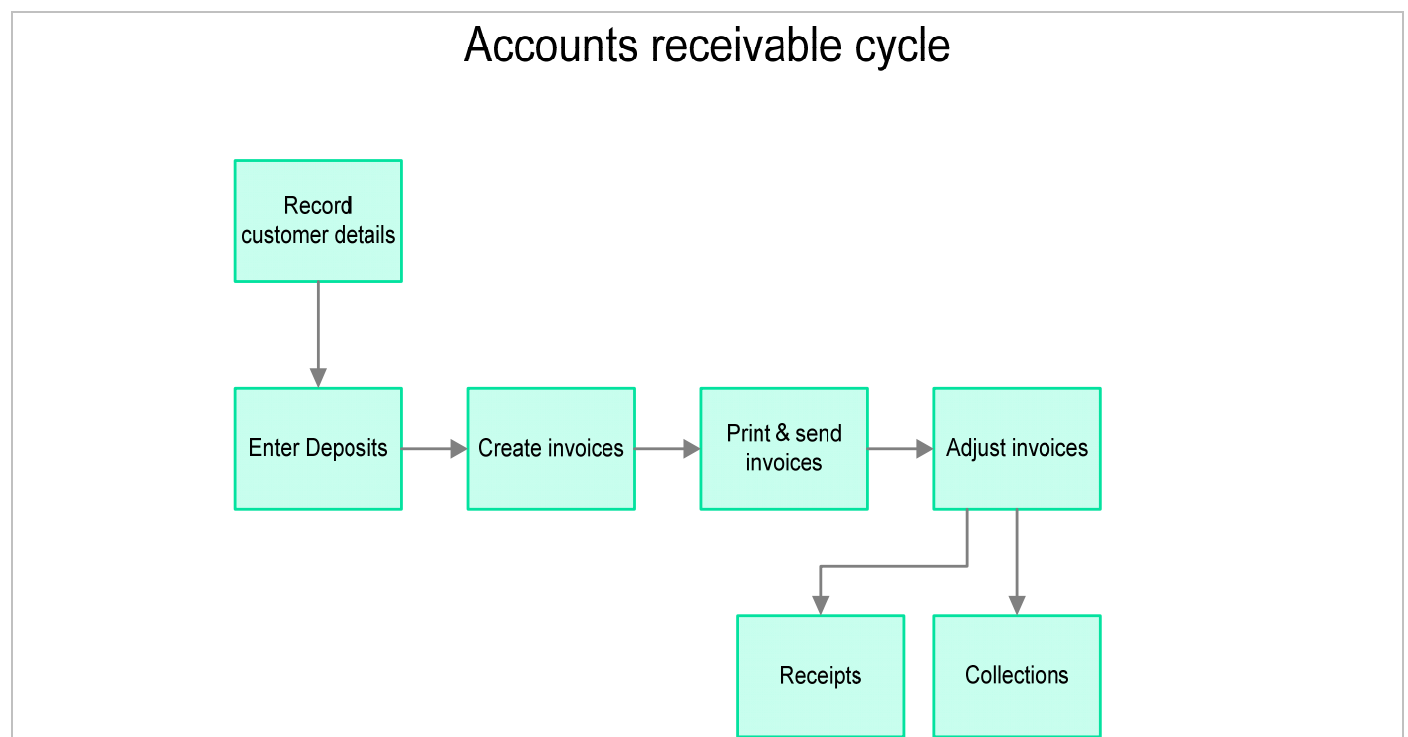 Accounts receivable cycle
Record
customer details
Enter Deposits
Create invoices
Print & send
invoices
Adjust invoices
Receipts
Collections